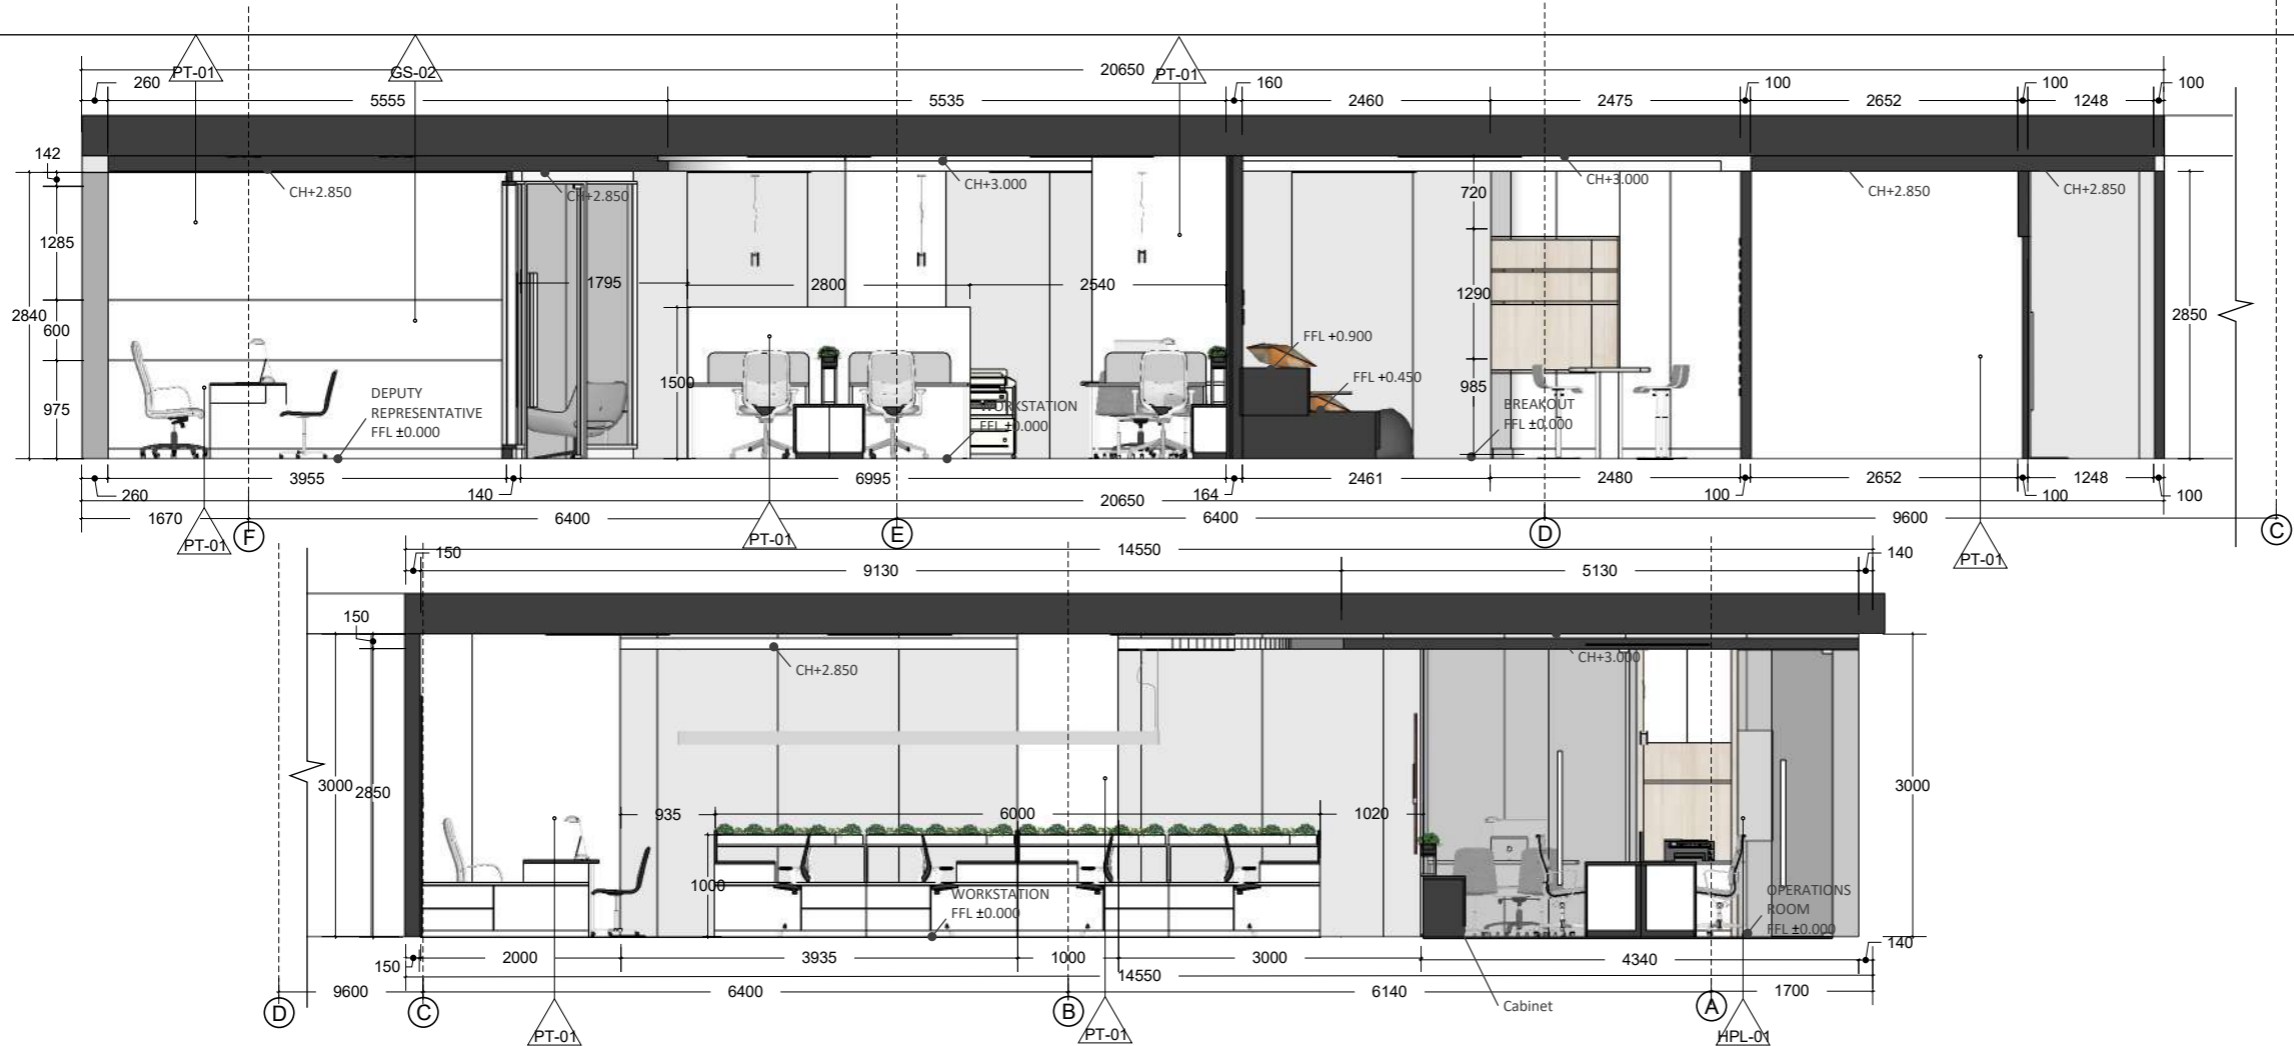 PT-01
GS-02
PT-01
20650
260
5555
5535
160
2460
2475
100
2652
100
1248
100
142
CH+2.850
CH+2.850
CH+3.000
720
CH+3.000
CH+2.850
CH+2.850
1285
1795
2800
2540
1290
2840
600
2850
FFL +0.900
FFL +0.450
1500
975
985
DEPUTY
REPRESENTATIVE
FFL ±0.000
WORKSTATION
FFL ±0.000
BREAKOUT
FFL ±0.000
3955
6995
2461
2480
2652
1248
260
140
20650
164
100
100
100
1670
F
6400
E
6400
D
9600
C
PT-01
PT-01
PT-01
150
14550
140
9130
5130
150
CH+2.850
CH+3.000
3000
2850
3000
935
6000
1020
1000
WORKSTATION
FFL ±0.000
OPERATIONS
ROOM
FFL ±0.000
150
2000
3935
1000
3000
4340
140
14550
D
9600
C
6400
B
6140
A
1700
Cabinet
PT-01
PT-01
HPL-01